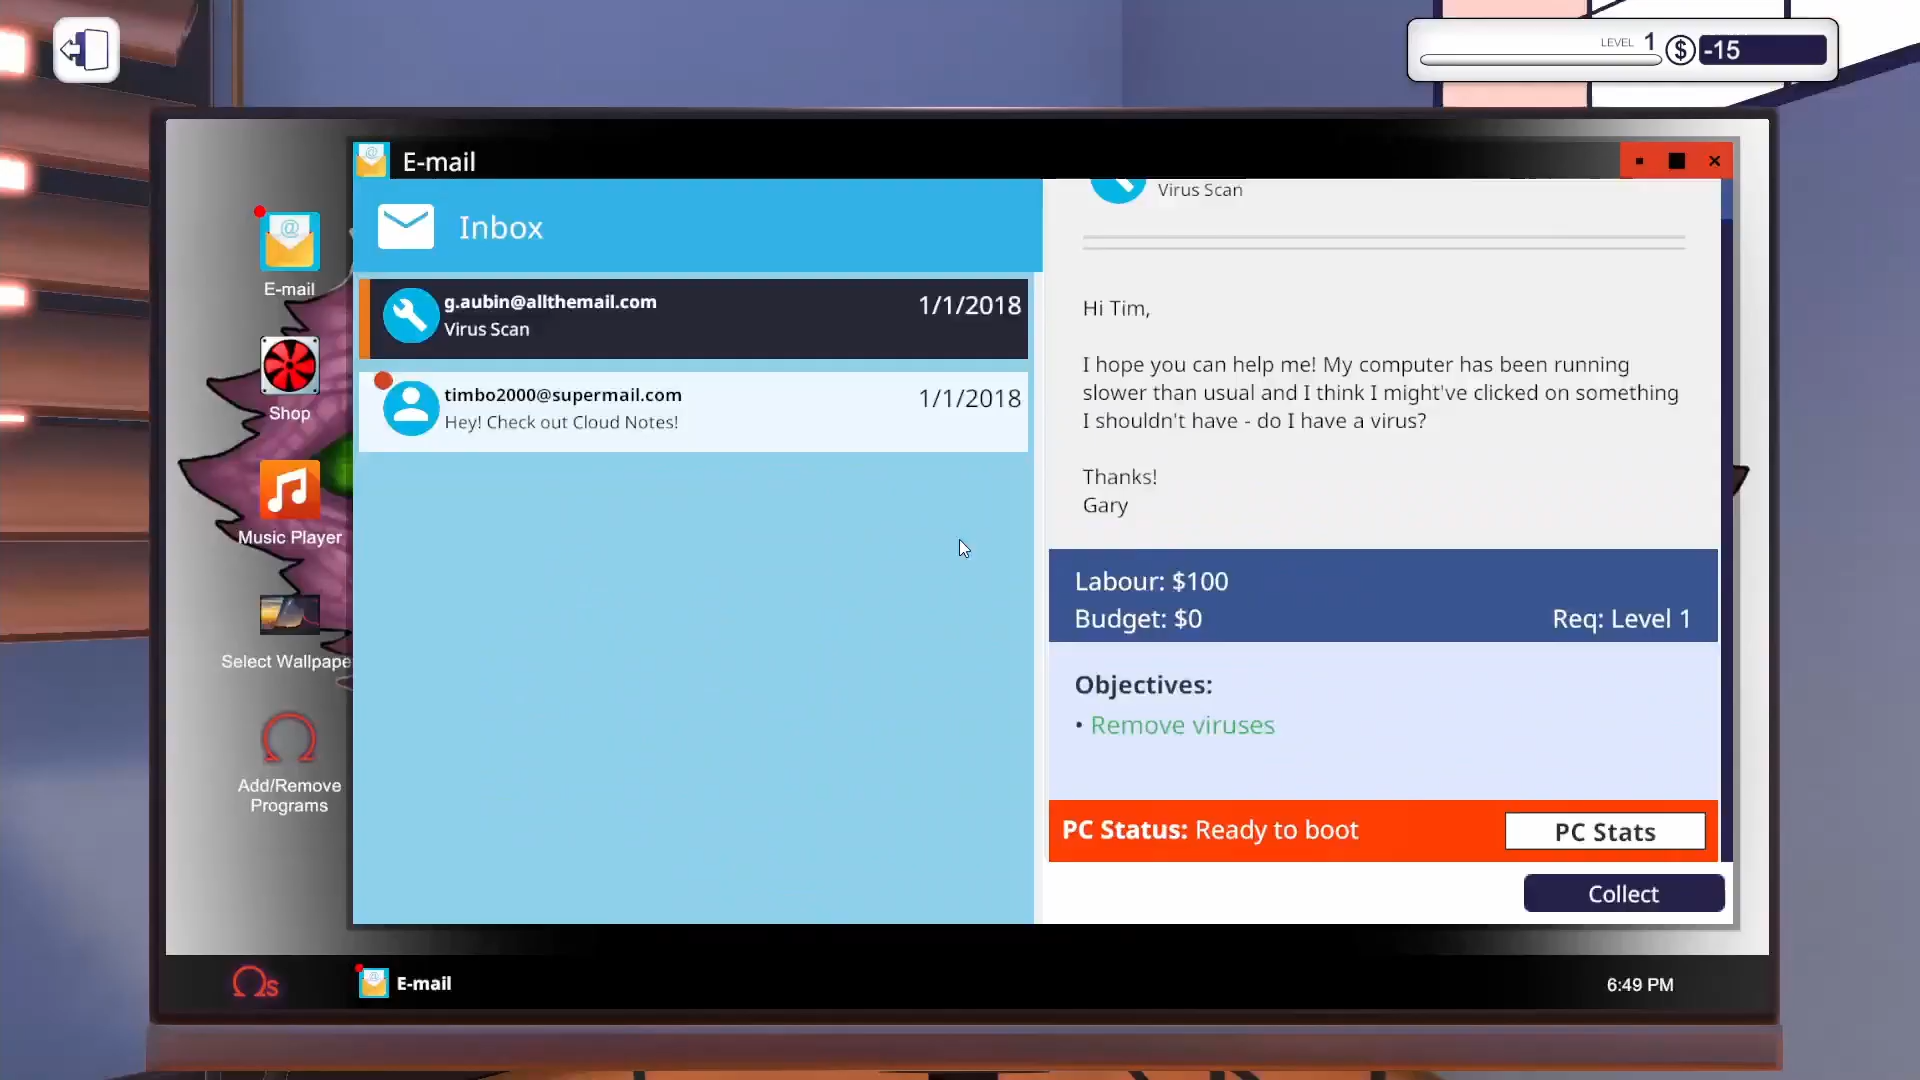 LEVEL 1
$ -15
E-mail
Inbox
g.aubin@allthemail.com
1/1/2018
Virus Scan
timbo2000@supermail.com
1/1/2018
Hey! Check out Cloud Notes!
Virus Scan
Hi Tim,
I hope you can help me! My computer has been running
slower than usual and I think I might've clicked on something
I shouldn't have - do I have a virus?
Thanks!
Gary
Labour: $100
Budget: $0
Req: Level 1
Objectives:
• Remove viruses
PC Status: Ready to boot
PC Stats
Collect
E-mail
Shop
Music Player
Select Wallpape
Add/Remove
Programs
Ωs
E-mail
6:49 PM